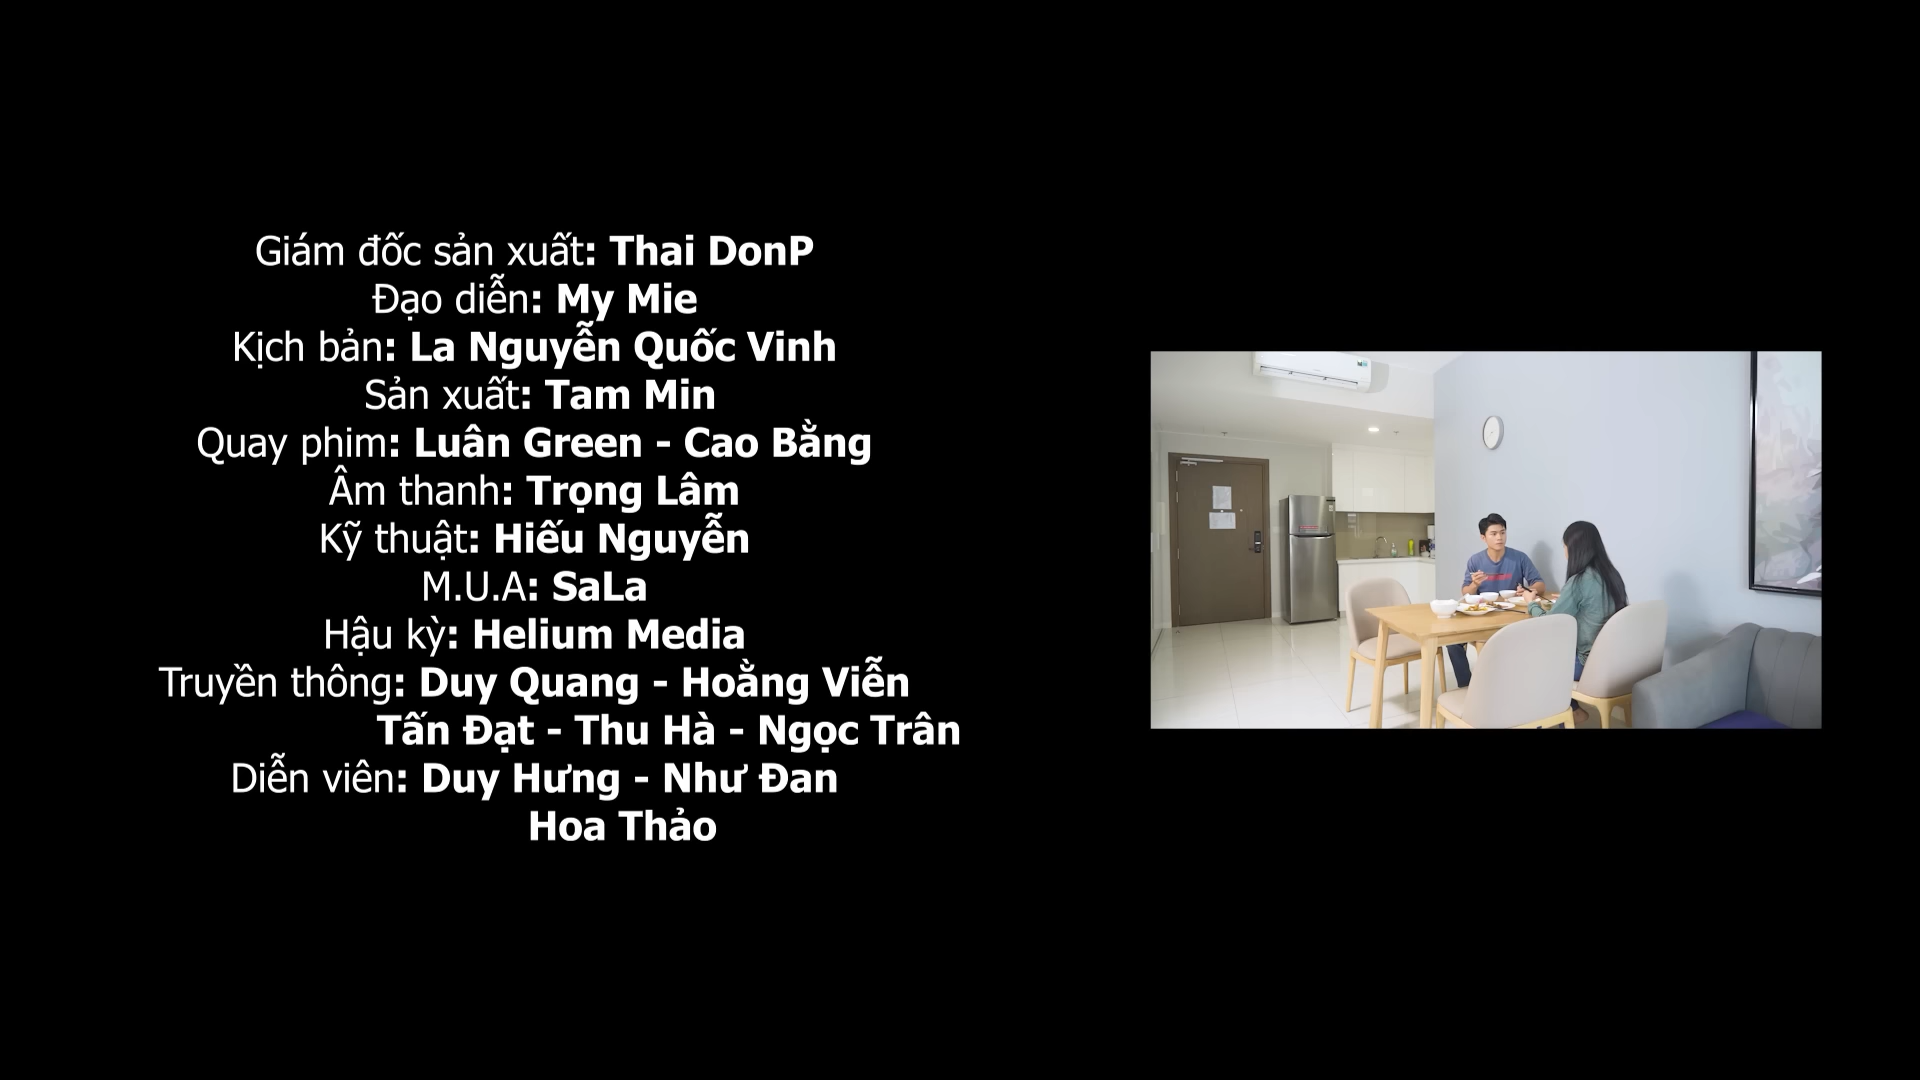 Giám đốc sản xuất: Thai DonP
Đạo diễn: My Mie
Kịch bản: La Nguyễn Quốc Vinh
Sản xuất: Tam Min
Quay phim: Luân Green - Cao Bằng
Âm thanh: Trọng Lâm
Kỹ thuật: Hiếu Nguyễn
M.U.A: SaLa
Hậu kỳ: Helium Media
Truyền thông: Duy Quang - Hoằng Viễn
Tấn Đạt - Thu Hà - Ngọc Trân
Diễn viên: Duy Hưng - Như Đan
Hoa Thảo